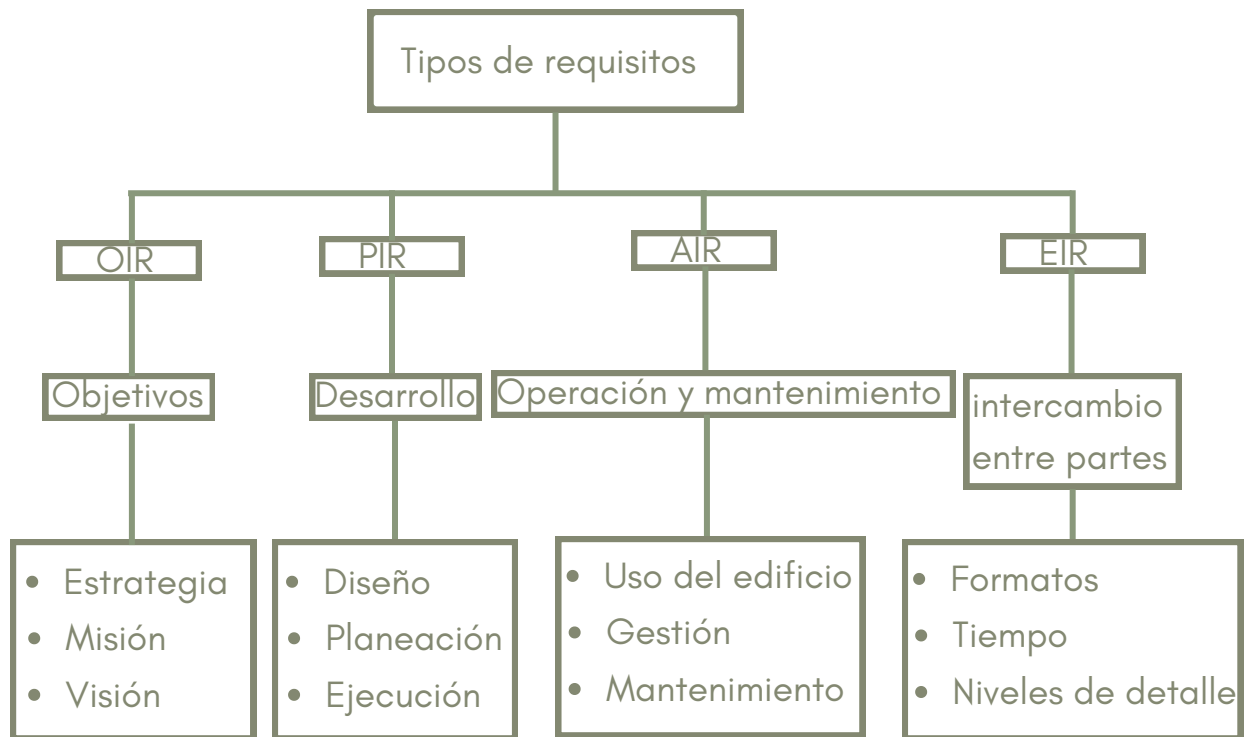 Tipos de requisitos
OIR
PIR
AIR
EIR
Objetivos
Desarrollo
Operación y mantenimiento
intercambio
entre partes
• Estrategia
• Misión
• Visión
• Diseño
• Planeación
• Ejecución
• Uso del edificio
• Gestión
• Mantenimiento
• Formatos
• Tiempo
• Niveles de detalle